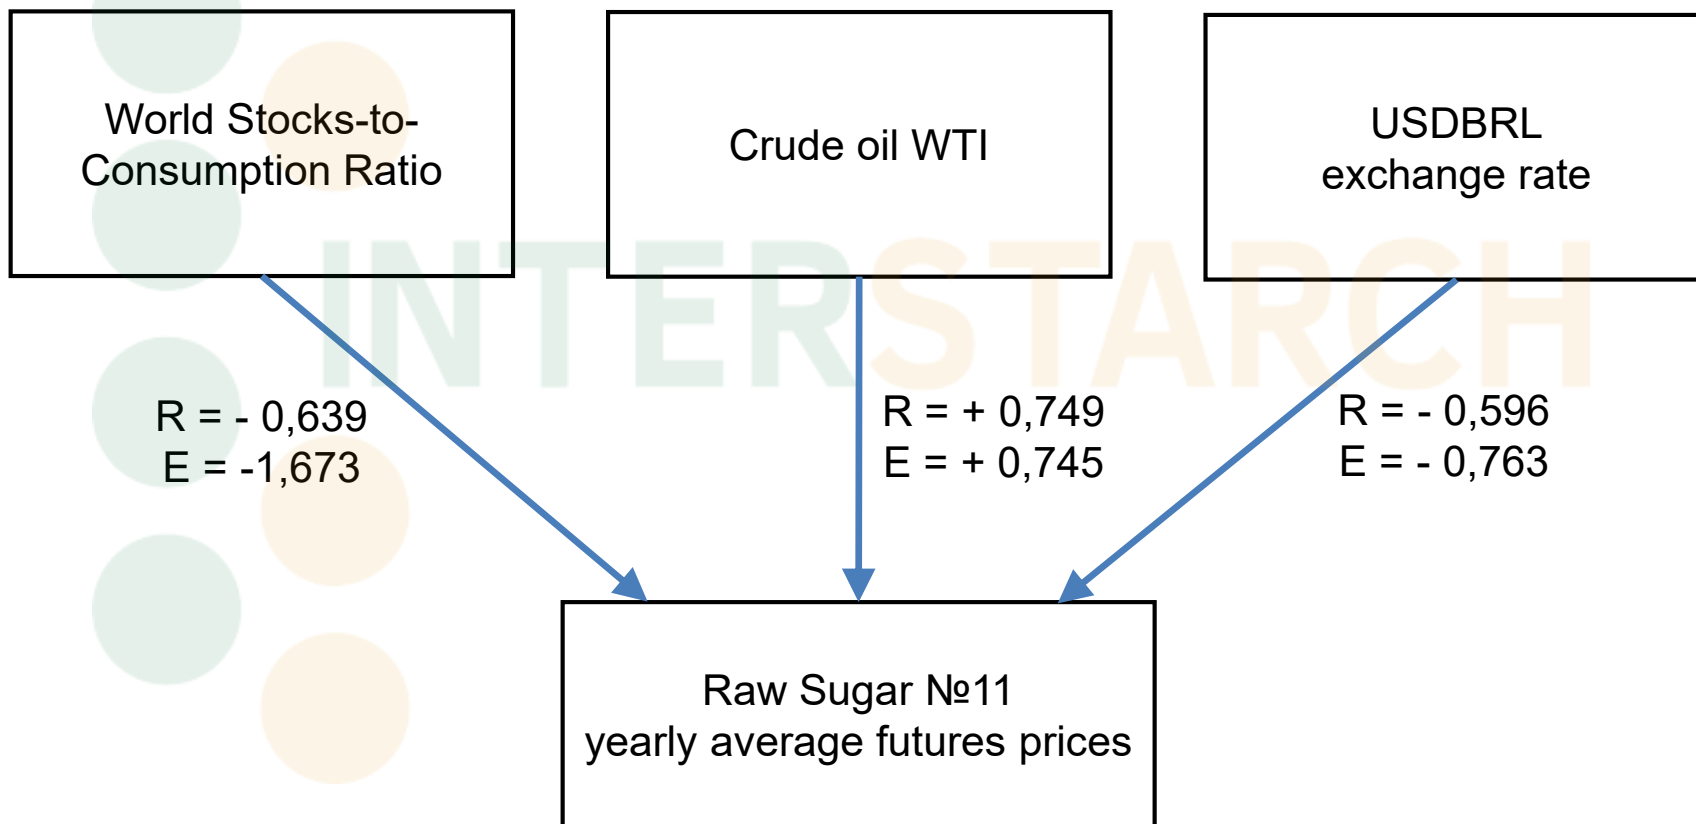 World Stocks-to-
Consumption Ratio
Crude oil WTI
USDBRL
exchange rate
INTERSTARCH
R = - 0,639
E = -1,673
R = + 0,749
E = + 0,745
R = - 0,596
E = - 0,763
Raw Sugar №11
yearly average futures prices